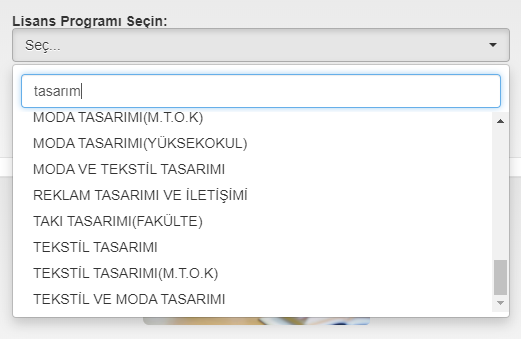 Lisans Programı Seçin:
Seç...
tasarım
MODA TASARIMI(M.T.O.K)
MODA TASARIMI(YÜKSEKOKUL)
MODA VE TEKSTİL TASARIMI
REKLAM TASARIMI VE İLETİŞİMİ
TAKI TASARIMI(FAKÜLTE)
TEKSTİL TASARIMI
TEKSTİL TASARIMI(M.T.O.K)
TEKSTİL VE MODA TASARIMI